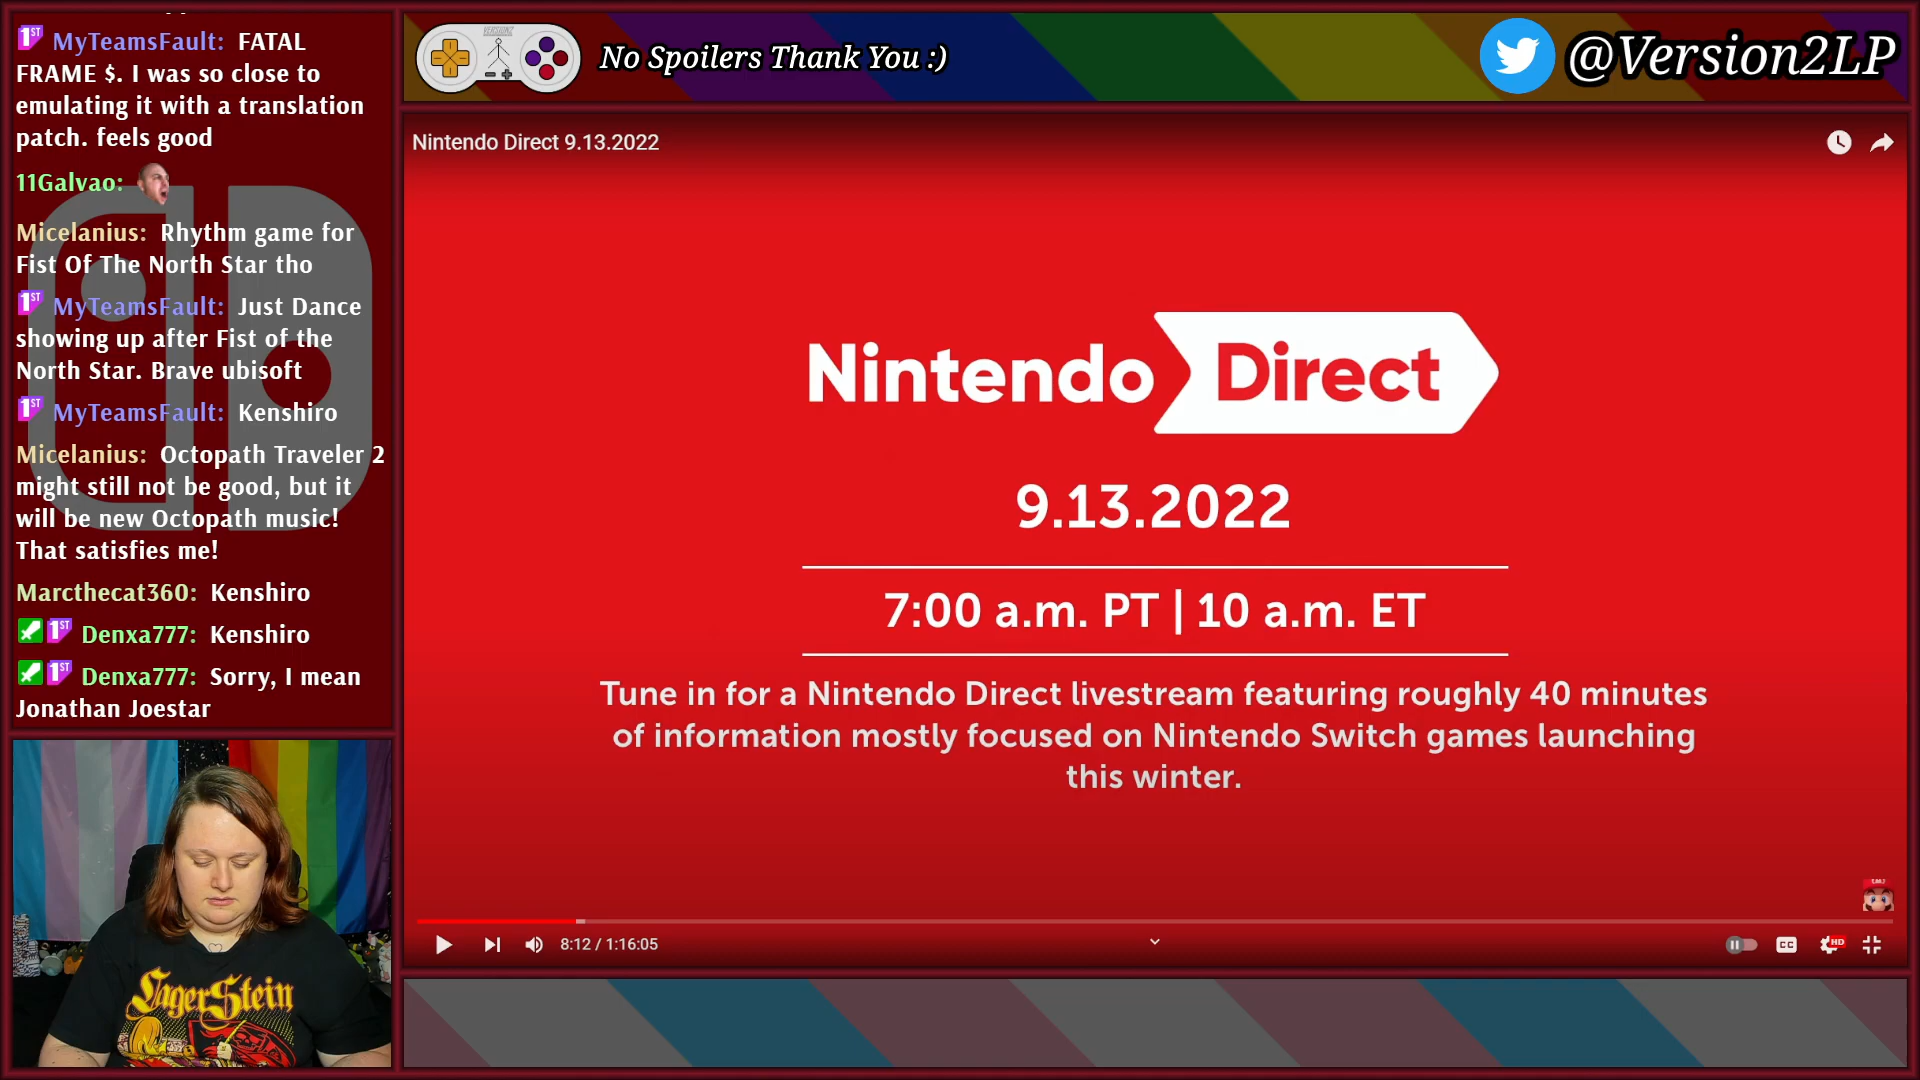 MyTeamsFault: FATAL
FRAME $. I was so close to
emulating it with a translation
patch. feels good
11Galvao:
Micelanius: Rhythm game for
Fist Of The North Star tho
MyTeamsFault: Just Dance
showing up after Fist of the
North Star. Brave ubisoft
MyTeamsFault: Kenshiro
Micelanius: Octopath Traveler 2
might still not be good, but it
will be new Octopath music!
That satisfies me!
Marcthecat360: Kenshiro
Denxa777: Kenshiro
Denxa777: Sorry, I mean
Jonathan Joestar
No Spoilers Thank You :)
@Version2LP
Nintendo Direct 9.13.2022
Nintendo Direct
9.13.2022
7:00 a.m. PT | 10 a.m. ET
Tune in for a Nintendo Direct livestream featuring roughly 40 minutes
of information mostly focused on Nintendo Switch games launching
this winter.
8:12 / 1:16:05
CC
HD
LagerStein